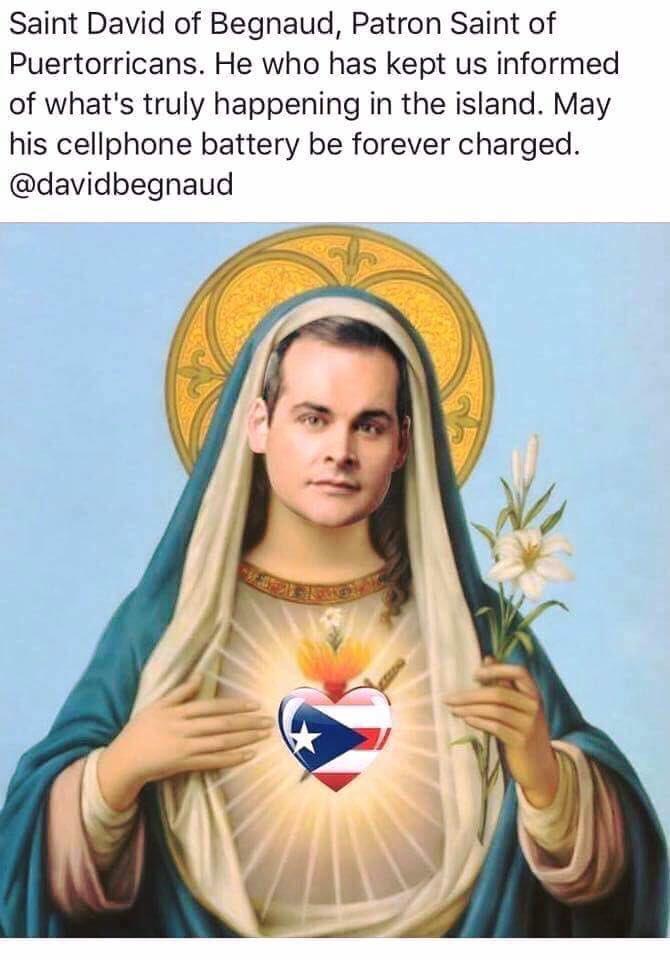 Saint David of Begnaud, Patron Saint of
Puertorricans. He who has kept us informed
of what's truly happening in the island. May
his cellphone battery be forever charged.
@davidbegnaud